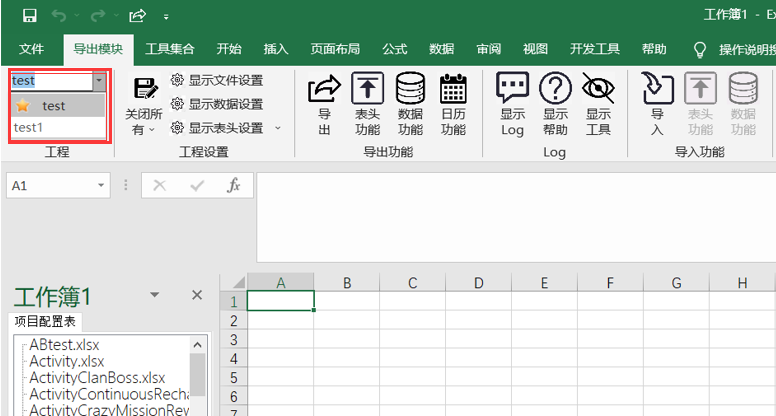 工作簿1 - Ex
文件 导出模块 工具集合 开始 插入 页面布局 公式 数据 审阅 视图 开发工具 帮助 操作说明搜
test
test
test1
工程
关闭所有
显示文件设置
显示数据设置
显示表头设置
工程设置
导出
表头功能
数据功能
日历功能
导出功能
显示Log
显示帮助
显示工具
Log
导入
表头功能
数据功能
导入功能
A1
fx
A B C D E F G H
1
2
3
4
5
6
7
工作簿1
项目配置表
ABtest.xlsx
Activity.xlsx
ActivityClanBoss.xlsx
ActivityContinuousRecha
ActivityCrazyMissionRew